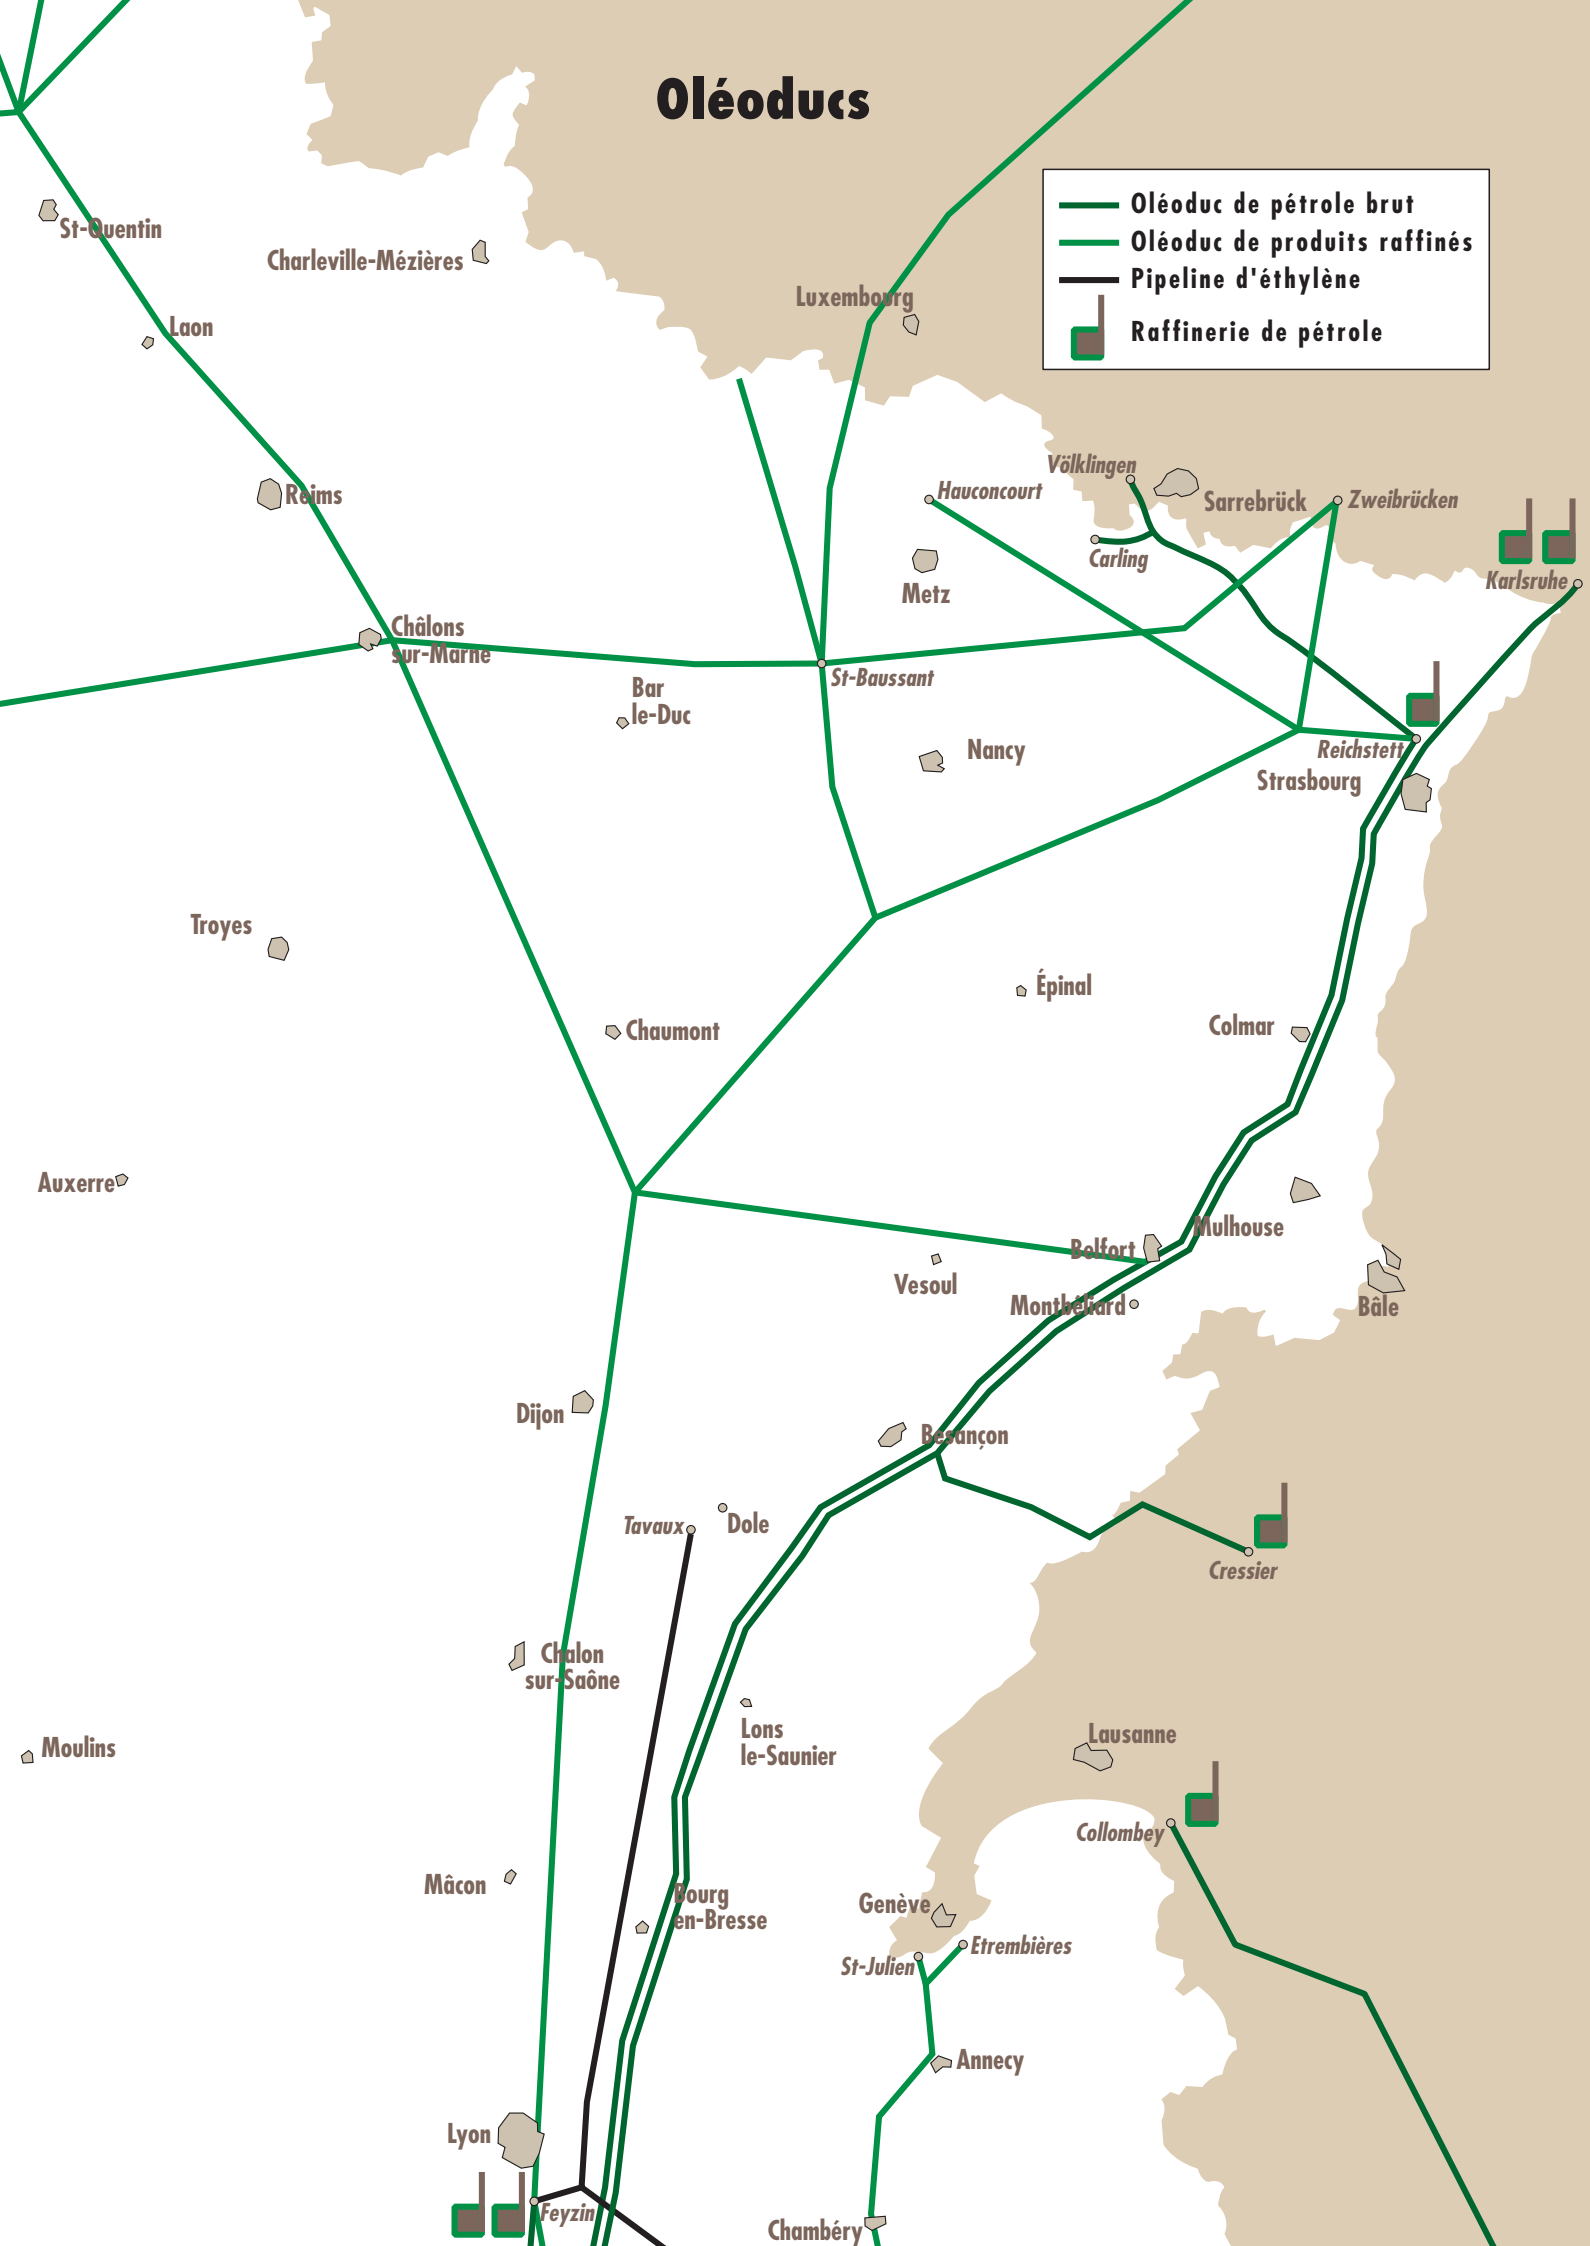 Oléoducs
Oléoduc de pétrole brut
Oléoduc de produits raffinés
Pipeline d'éthylène
Raffinerie de pétrole
St-Quentin
Charleville-Mézières
Luxembourg
Laon
Völklingen
Hauconcourt
Reims
Sarrebrück
Zweibrücken
Carling
Karlsruhe
Metz
Châlons
sur-Marne
St-Baussant
Bar
le-Duc
Nancy
Reichstett
Strasbourg
Troyes
Épinal
Colmar
Chaumont
Auxerre
Mulhouse
Belfort
Vesoul
Montbéliard
Bâle
Dijon
Besançon
Tavaux
Dole
Cressier
Chalon
sur-Saône
Lons
le-Saunier
Lausanne
Moulins
Collombey
Mâcon
Bourg
en-Bresse
Genève
Etrembières
St-Julien
Annecy
Lyon
Feyzin
Chambéry